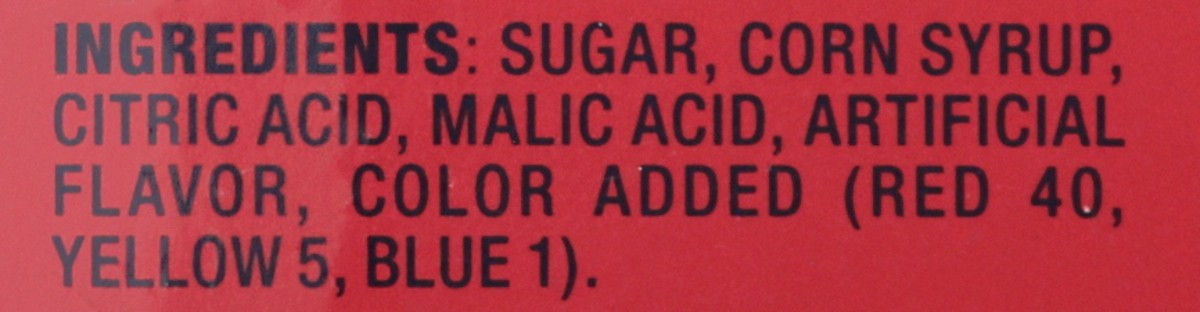 INGREDIENTS: SUGAR, CORN SYRUP,
CITRIC ACID, MALIC ACID, ARTIFICIAL
FLAVOR, COLOR ADDED (RED 40,
YELLOW 5, BLUE 1).